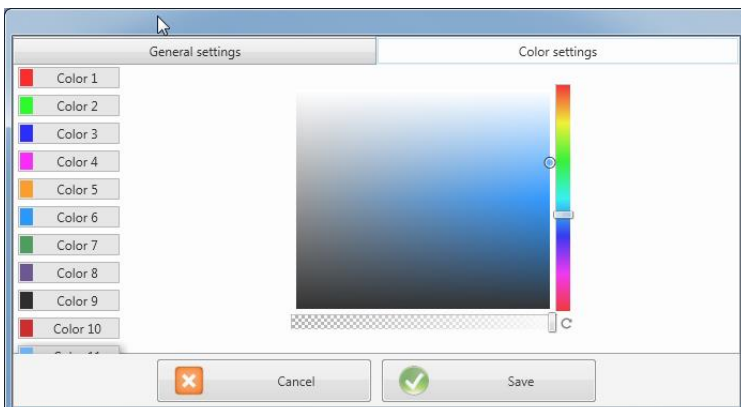 General settings
Color settings
Color 1
Color 2
Color 3
Color 4
Color 5
Color 6
Color 7
Color 8
Color 9
Color 10
Cancel
Save